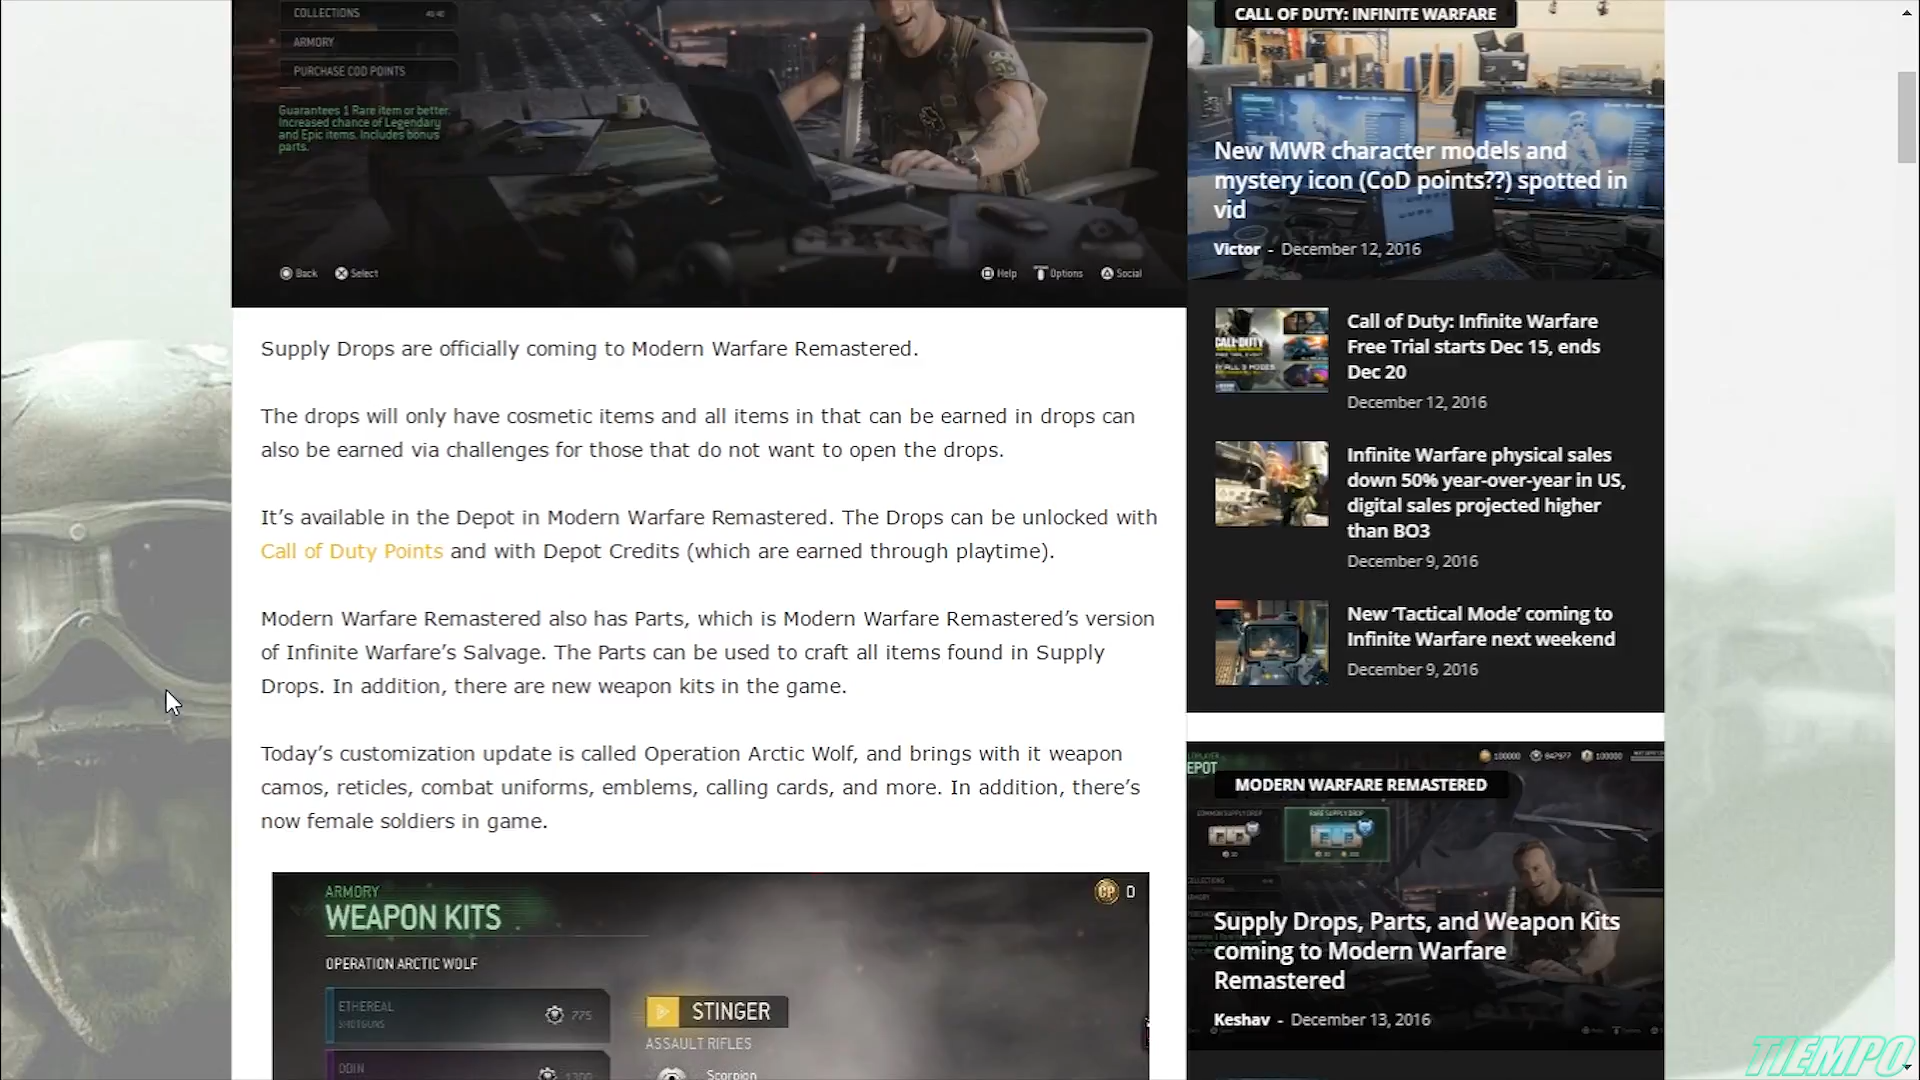 COLLECTIONS
ARMORY
PURCHASE COD POINTS
Guarantees 1 Rare item or better.
Increased chance of Legendary
and Epic items. Includes bonus
parts.
Back
Select
Help
Options
Social
Supply Drops are officially coming to Modern Warfare Remastered.
The drops will only have cosmetic items and all items in that can be earned in drops can
also be earned via challenges for those that do not want to open the drops.
It’s available in the Depot in Modern Warfare Remastered. The Drops can be unlocked with
Call of Duty Points and with Depot Credits (which are earned through playtime).
Modern Warfare Remastered also has Parts, which is Modern Warfare Remastered’s version
of Infinite Warfare’s Salvage. The Parts can be used to craft all items found in Supply
Drops. In addition, there are new weapon kits in the game.
Today’s customization update is called Operation Arctic Wolf, and brings with it weapon
camos, reticles, combat uniforms, emblems, calling cards, and more. In addition, there’s
now female soldiers in game.
ARMORY
WEAPON KITS
CP 0
OPERATION ARCTIC WOLF
ETHEREAL
SHOTGUNS
775
STINGER
ASSAULT RIFLES
ODIN
1300
Scorpion
CALL OF DUTY: INFINITE WARFARE
New MWR character models and
mystery icon (CoD points??) spotted in
vid
Victor - December 12, 2016
Call of Duty: Infinite Warfare
Free Trial starts Dec 15, ends
Dec 20
December 12, 2016
Infinite Warfare physical sales
down 50% year-over-year in US,
digital sales projected higher
than BO3
December 9, 2016
New ‘Tactical Mode’ coming to
Infinite Warfare next weekend
December 9, 2016
EPOT
100000
100000
MODERN WARFARE REMASTERED
COMMON SUPPLY DROP
RARE SUPPLY DROP
Supply Drops, Parts, and Weapon Kits
coming to Modern Warfare
Remastered
Keshav - December 13, 2016
TIEMPO